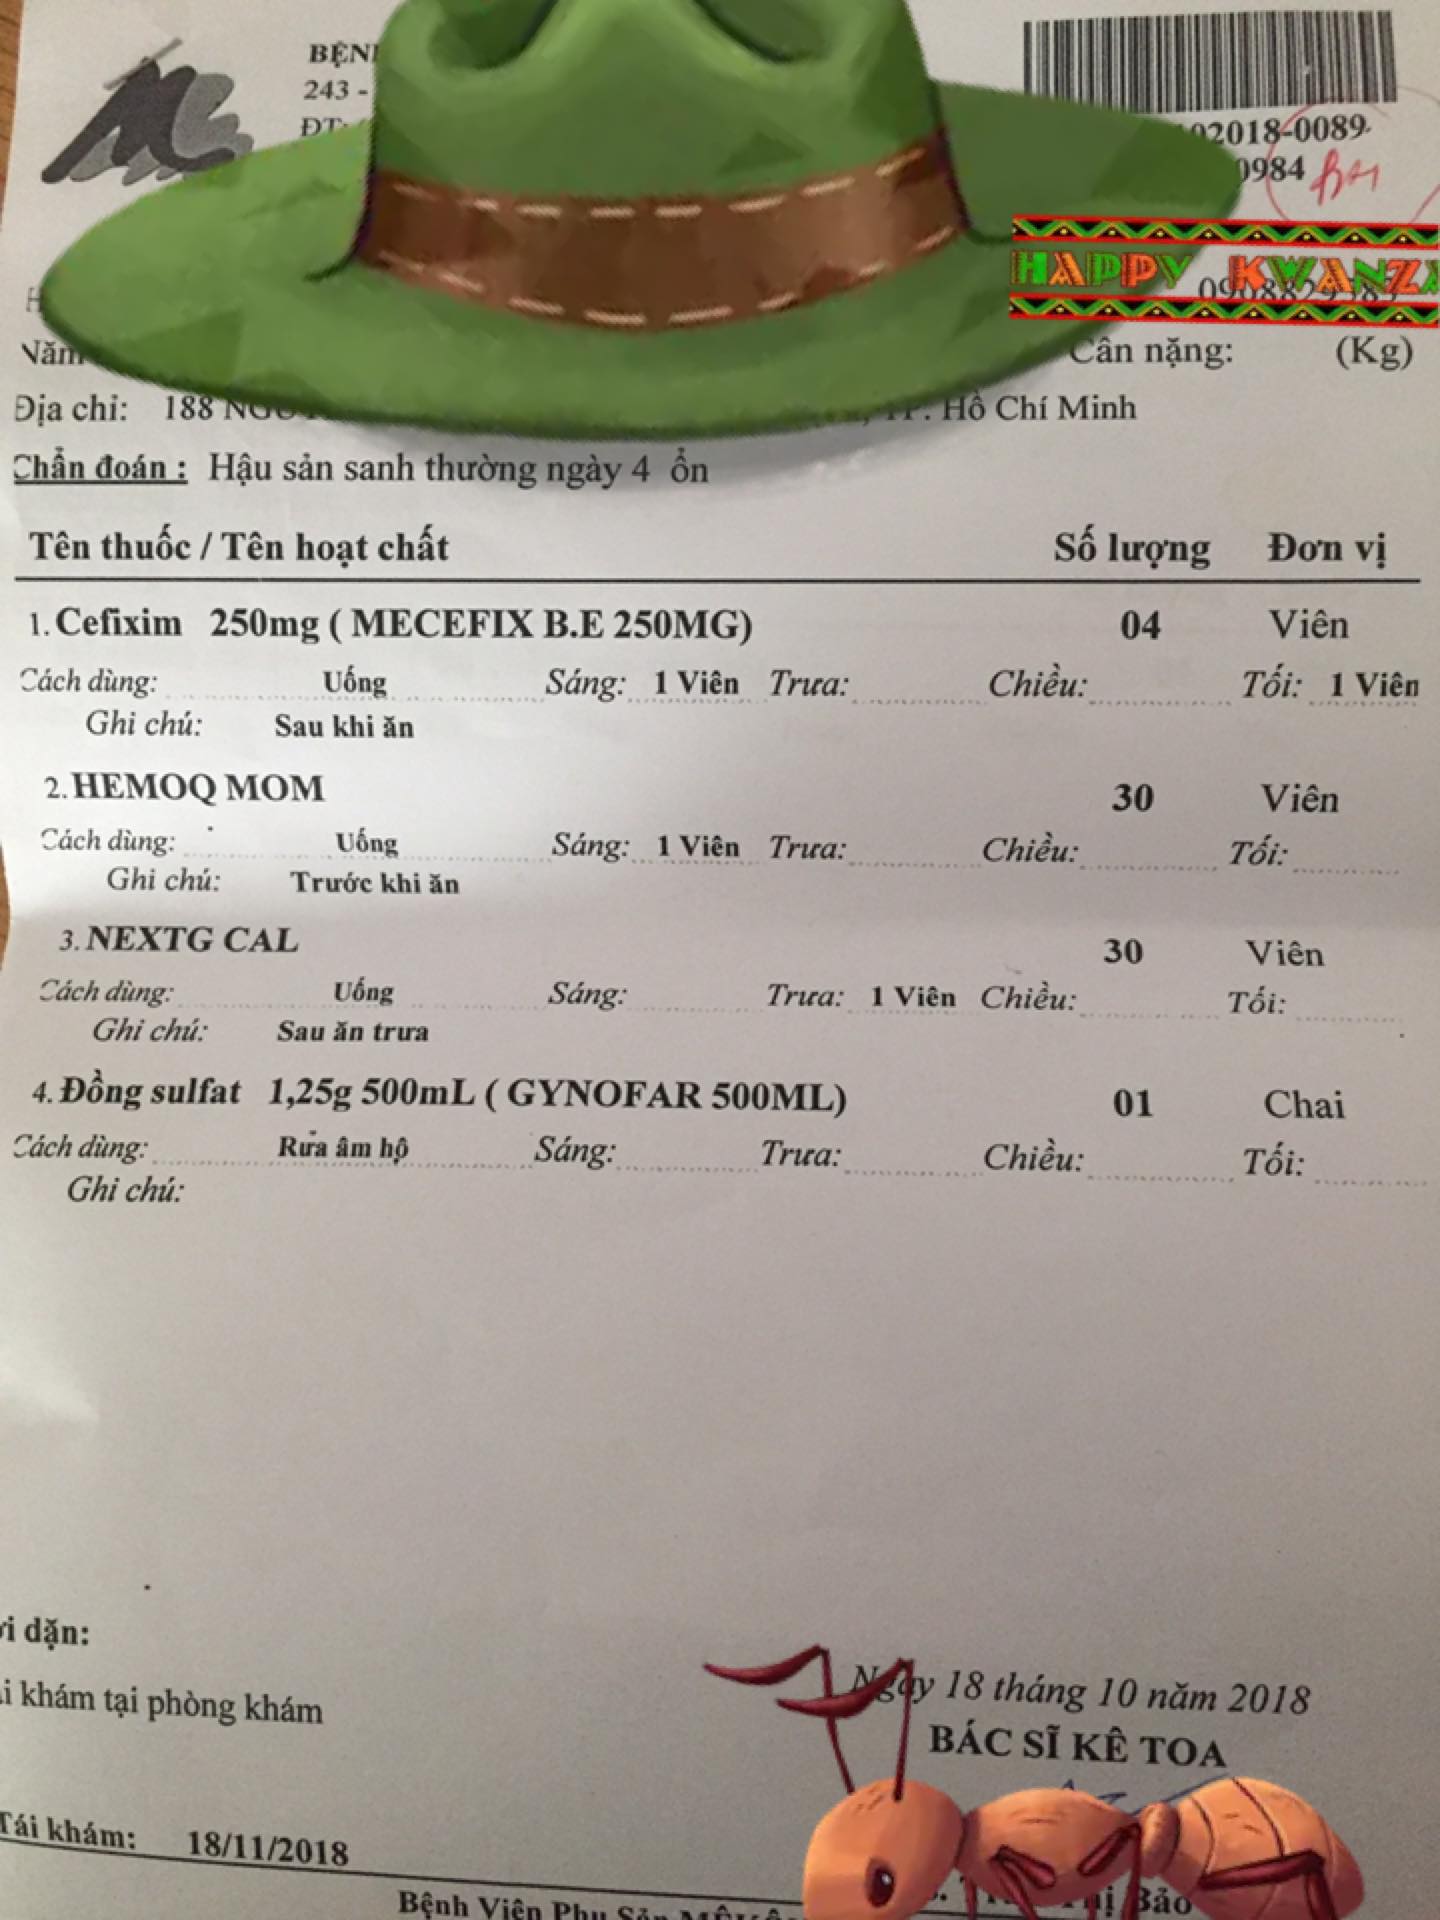 243 -
02018-0089
0984
HAPPY KWANZA
Cân nặng: (Kg)
Địa chỉ: 188 Hồ Chí Minh
Chẩn đoán : Hậu sản sanh thường ngày 4 ổn
Tên thuốc / Tên hoạt chất Số lượng Đơn vị
1. Cefixim 250mg ( MECEFIX B.E 250MG) 04 Viên
Cách dùng: Uống Sáng: 1 Viên Trưa: Chiều: Tối: 1 Viên
Ghi chú: Sau khi ăn
2. HEMOQ MOM 30 Viên
Cách dùng: Uống Sáng: 1 Viên Trưa: Chiều: Tối:
Ghi chú: Trước khi ăn
3. NEXTG CAL 30 Viên
Cách dùng: Uống Sáng: Trưa: 1 Viên Chiều: Tối:
Ghi chú: Sau ăn trưa
4. Đồng sulfat 1,25g 500mL ( GYNOFAR 500ML) 01 Chai
Cách dùng: Rửa âm hộ Sáng: Trưa: Chiều: Tối:
Ghi chú:
dặn:
khám tại phòng khám
Ngày 18 tháng 10 năm 2018
BÁC SĨ KÊ TOA
Tái khám: 18/11/2018
Bệnh Viện Phụ Sản
Bảo